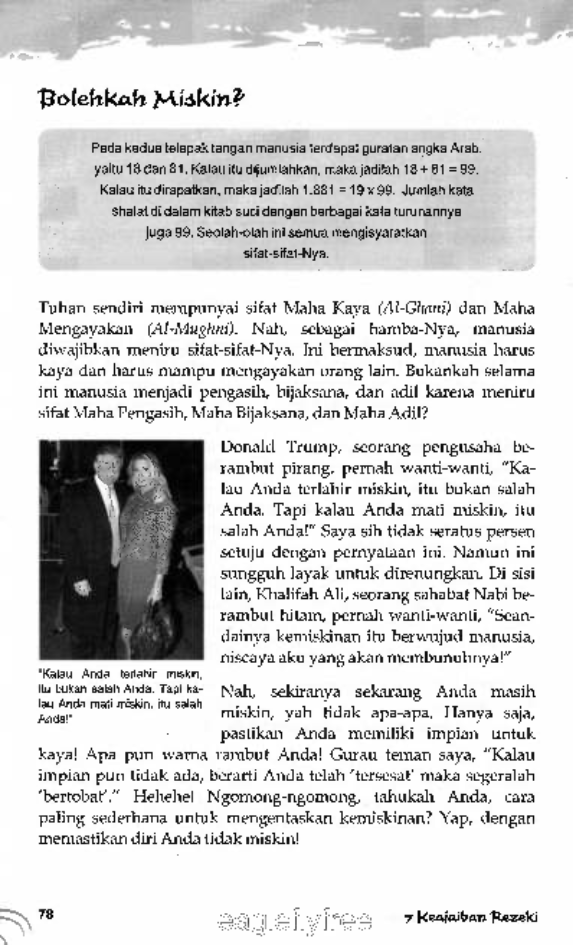 Bolehkah Miskin?
Pada kedua telapak tangan manusia terdapat guratan angka Arab,
yaitu 18 dan 81. Kalau itu dijumlahkan, maka jadilah 18 + 81 = 99.
Kalau itu dirapatkan, maka jadilah 1.881 = 19 x 99. Jumlah kata
shalat di dalam kitab suci dengan berbagai kata turunannya
juga 99. Seolah-olah ini semua mengisyaratkan
sifat-sifat-Nya.
Tuhan sendiri mempunyai sifat Maha Kaya (Al-Ghani) dan Maha
Mengayakan (Al-Mughni). Nah, sebagai hamba-Nya, manusia
diwajibkan meniru sifat-sifat-Nya. Ini bermaksud, manusia harus
kaya dan harus mampu mengayakan orang lain. Bukankah selama
ini manusia menjadi pengasih, bijaksana, dan adil karena meniru
sifat Maha Pengasih, Maha Bijaksana, dan Maha Adil?
Donald Trump, seorang pengusaha be-
rambut pirang, pernah wanti-wanti, "Ka-
lau Anda terlahir miskin, itu bukan salah
Anda. Tapi kalau Anda mati miskin, itu
salah Anda!" Saya sih tidak seratus persen
setuju dengan pernyataan ini. Namun ini
sungguh layak untuk direnungkan. Di sisi
lain, Khalifah Ali, seorang sahabat Nabi be-
rambut hitam, pernah wanti-wanti, "Sean-
dainya kemiskinan itu berwujud manusia,
niscaya aku yang akan membunuhnya!"
"Kalau Anda terlahir miskin,
itu bukan salah Anda. Tapi ka-
lau Anda mati miskin, itu salah
Anda!"
Nah, sekiranya sekarang Anda masih
miskin, yah tidak apa-apa. Hanya saja,
pastikan Anda memiliki impian untuk
kaya! Apa pun warna rambut Anda! Gurau teman saya, "Kalau
impian pun tidak ada, berarti Anda telah 'tersesat' maka segeralah
'bertobat'." Hehehe! Ngomong-ngomong, tahukah Anda, cara
paling sederhana untuk mengentaskan kemiskinan? Yap, dengan
memastikan diri Anda tidak miskin!
78
eagleflyfree
7 Keajaiban Rezeki